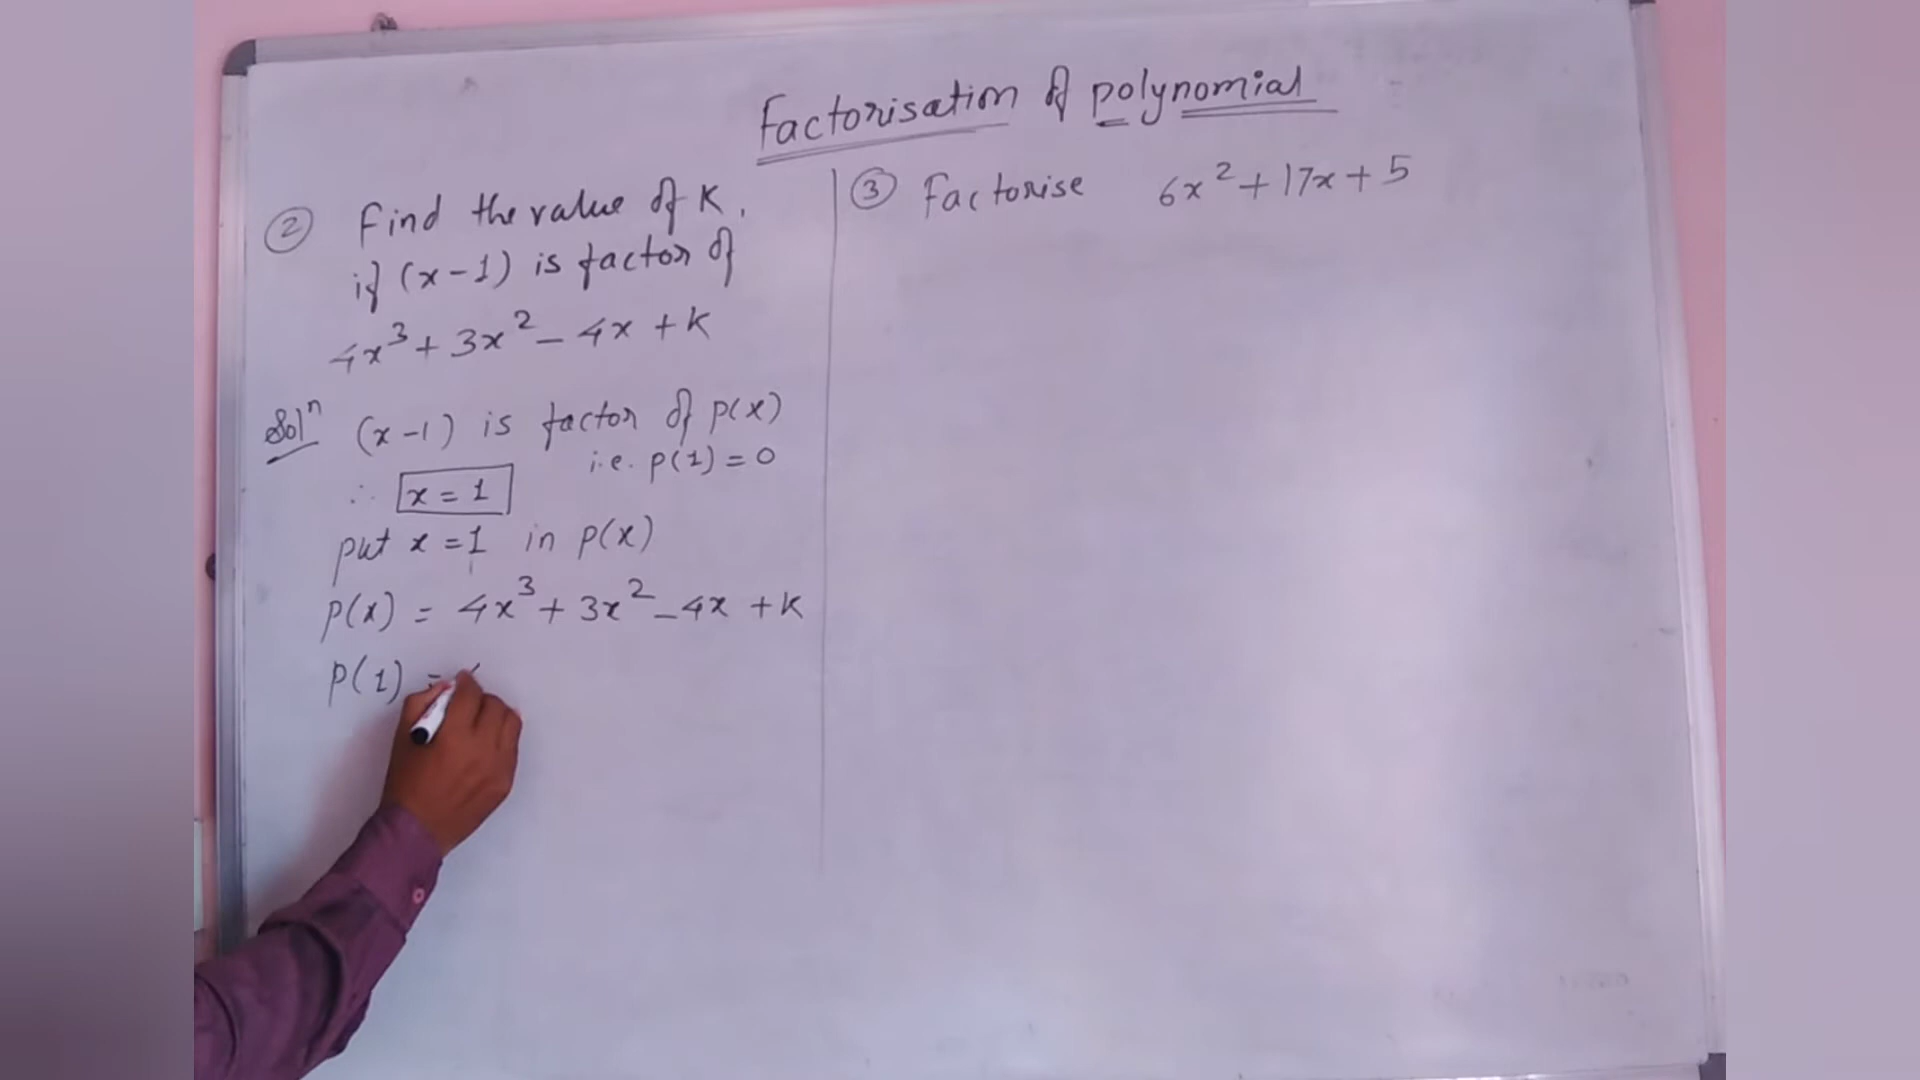 Factorisation of polynomial
② Find the value of K,
if (x-1) is factor of
4x³ + 3x² - 4x + k
Solⁿ (x-1) is factor of p(x)
i.e. p(1) = 0
∴ x = 1
put x = 1 in p(x)
p(x) = 4x³ + 3x² - 4x + k
p(1) =
③ Factorise 6x² + 17x + 5